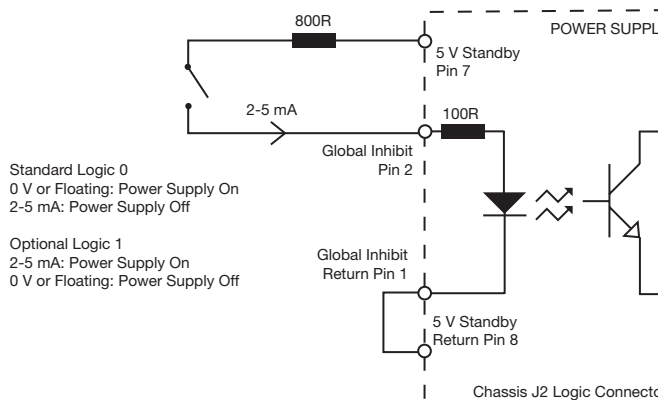 800R
POWER SUPPL
5 V Standby
Pin 7
2-5 mA
100R
Global Inhibit
Pin 2
Standard Logic 0
0 V or Floating: Power Supply On
2-5 mA: Power Supply Off
Optional Logic 1
2-5 mA: Power Supply On
0 V or Floating: Power Supply Off
Global Inhibit
Return Pin 1
5 V Standby
Return Pin 8
Chassis J2 Logic Connecto